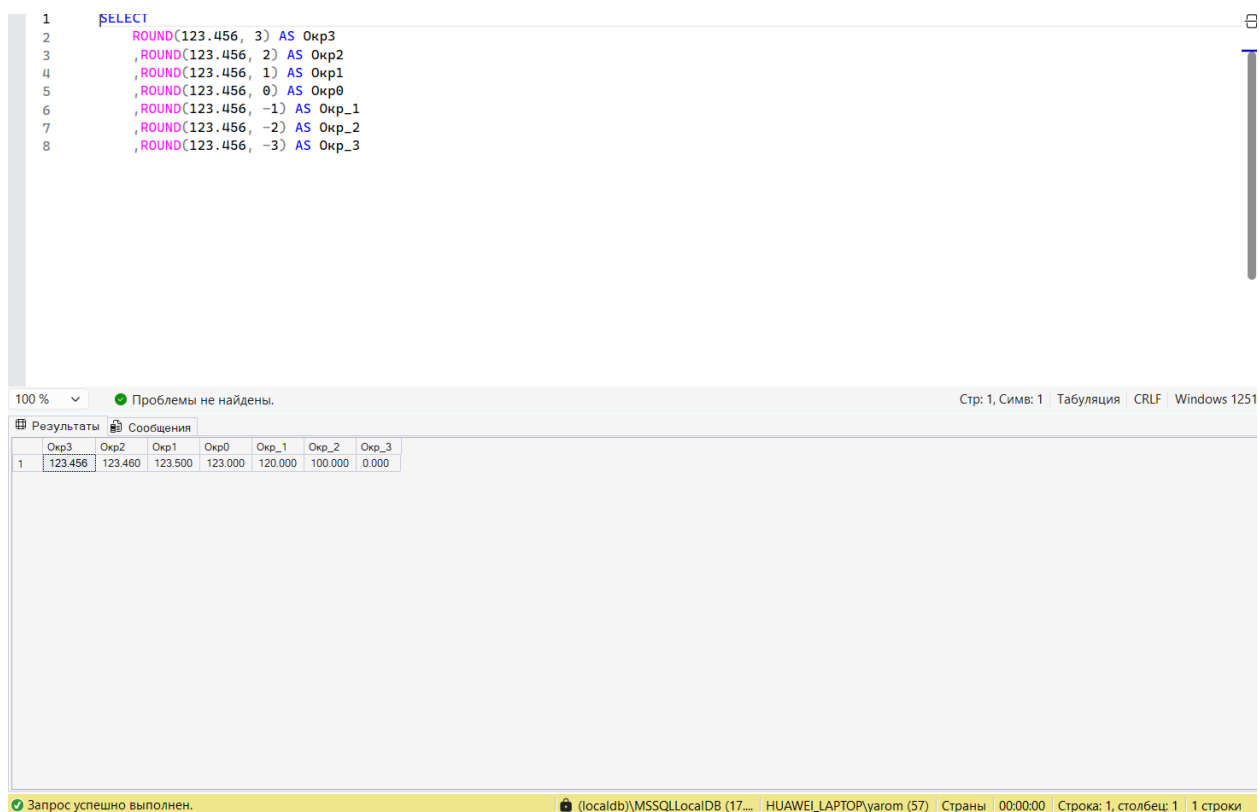 1 SELECT
2 ROUND(123.456, 3) AS Окр3
3 ,ROUND(123.456, 2) AS Окр2
4 ,ROUND(123.456, 1) AS Окр1
5 ,ROUND(123.456, 0) AS Окр0
6 ,ROUND(123.456, -1) AS Окр_1
7 ,ROUND(123.456, -2) AS Окр_2
8 ,ROUND(123.456, -3) AS Окр_3
100 % Проблемы не найдены. Стр: 1, Симв: 1 Табуляция CRLF Windows 1251
Результаты Сообщения
Окр3 Окр2 Окр1 Окр0 Окр_1 Окр_2 Окр_3
1 123.456 123.460 123.500 123.000 120.000 100.000 0.000
Запрос успешно выполнен. (localdb)\MSSQLLocalDB (17.... HUAWEI_LAPTOP\yarom (57) Страны 00:00:00 Строка: 1, столбец: 1 1 строки